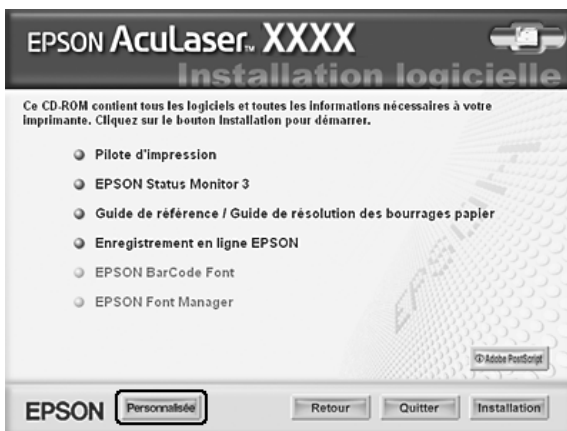 EPSON AcuLaser™ XXXX
Installation logicielle
Ce CD-ROM contient tous les logiciels et toutes les informations nécessaires à votre
imprimante. Cliquez sur le bouton Installation pour démarrer.
Pilote d'impression
EPSON Status Monitor 3
Guide de référence / Guide de résolution des bourrages papier
Enregistrement en ligne EPSON
EPSON BarCode Font
EPSON Font Manager
EPSON
Adobe PostScript
EPSON Personnalisée Retour Quitter Installation